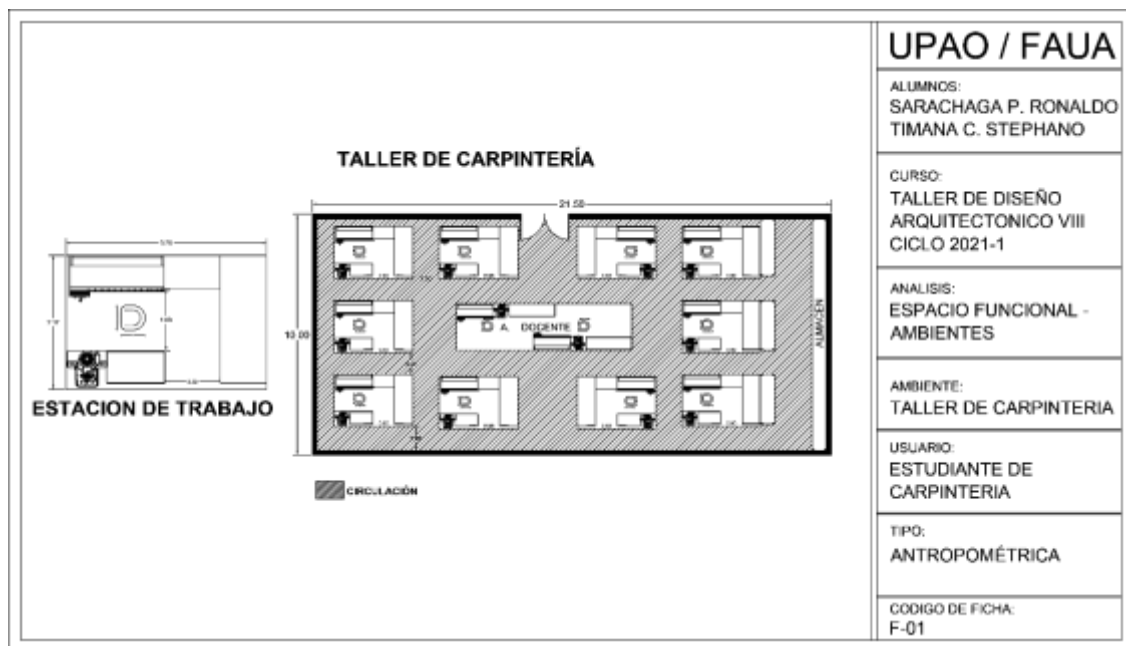 TALLER DE CARPINTERÍA
21.50
10.00
A. DOCENTE
ALMACEN
ESTACION DE TRABAJO
CIRCULACIÓN
UPAO / FAUA
ALUMNOS:
SARACHAGA P. RONALDO
TIMANA C. STEPHANO
CURSO:
TALLER DE DISEÑO
ARQUITECTONICO VIII
CICLO 2021-1
ANALISIS:
ESPACIO FUNCIONAL -
AMBIENTES
AMBIENTE:
TALLER DE CARPINTERIA
USUARIO:
ESTUDIANTE DE
CARPINTERIA
TIPO:
ANTROPOMÉTRICA
CODIGO DE FICHA:
F-01